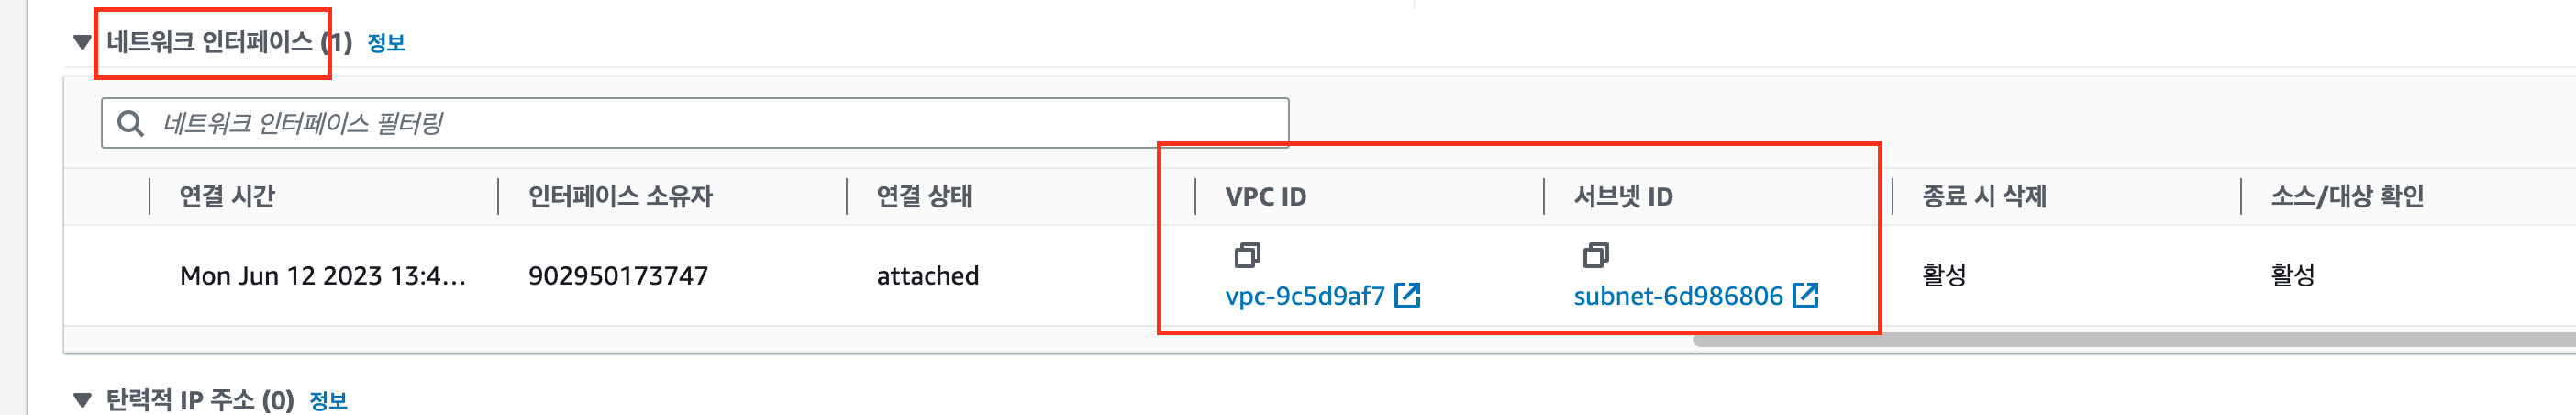 네트워크 인터페이스 (1) 정보
네트워크 인터페이스 필터링
연결 시간 인터페이스 소유자 연결 상태 VPC ID 서브넷 ID 종료 시 삭제 소스/대상 확인
Mon Jun 12 2023 13:4... 902950173747 attached vpc-9c5d9af7 subnet-6d986806 활성 활성
탄력적 IP 주소 (0) 정보